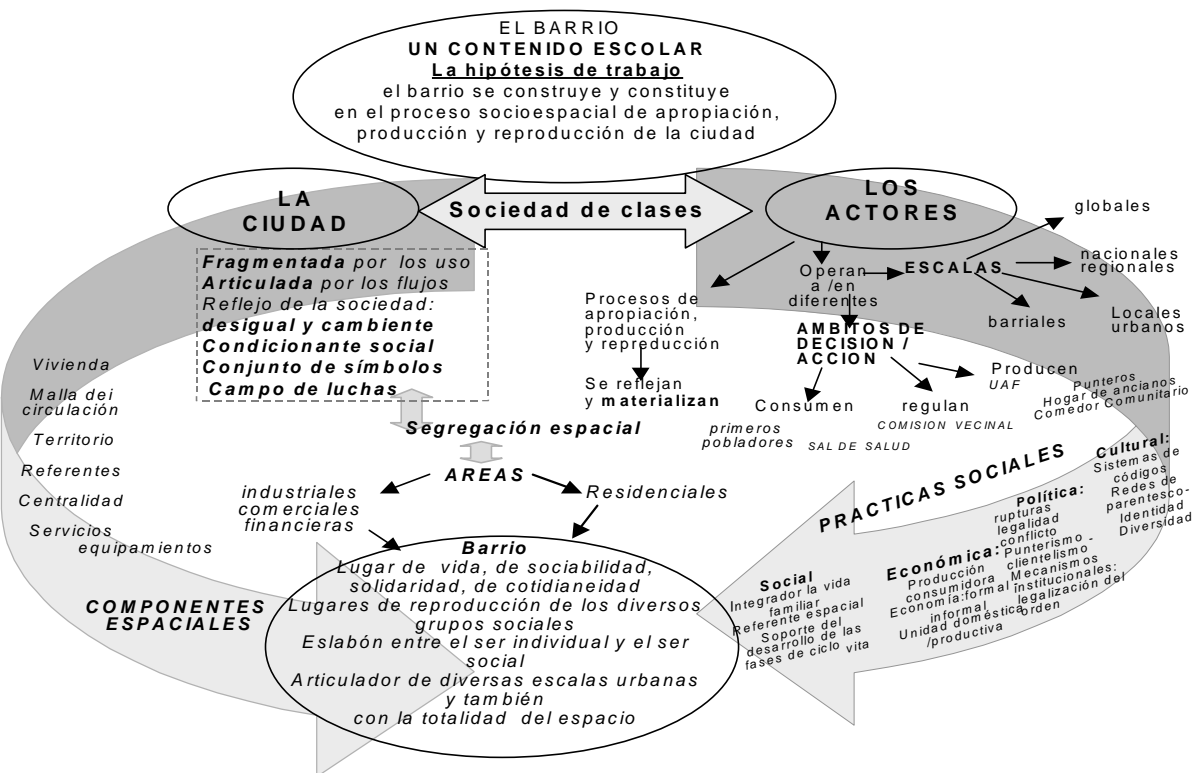 EL BARRIO
UN CONTENIDO ESCOLAR
La hipótesis de trabajo
el barrio se construye y constituye
en el proceso socioespacial de apropiación,
producción y reproducción de la ciudad
LA
CIUDAD
Sociedad de clases
LOS
ACTORES
Fragmentada por los uso
Articulada por los flujos
Reflejo de la sociedad:
desigual y cambiente
Condicionante social
Conjunto de símbolos
Campo de luchas
Procesos de
apropiación,
producción
y repreducción
Se reflejan
y materializan
Operan
a /en
diferentes
ESCALAS
globales
nacionales
regionales
Locales
urbanos
barriales
AMBITOS DE
DECISION /
ACCION
Consumen
primeros
pobladores
SAL DE SALUD
regulan
COMISION VECINAL
Producen
UAF
Punteros
Hogar de ancianos
Comedor Comunitario
Vivienda
Malla dei
circulación
Territorio
Referentes
Centralidad
Servicios
equipamientos
COMPONENTES
ESPACIALES
Segregación espacial
AREAS
industriales
comerciales
financieras
Residenciales
Barrio
Lugar de vida, de sociabilidad,
solidaridad, de cotidianeidad
Lugares de reproducción de los diversos
grupos sociales
Eslabón entre el ser individual y el ser
social
Articulador de diversas escalas urbanas
y también
con la totalidad del espacio
PRACTICAS SOCIALES
Social
Integrador la vida
familiar
Referente espacial
Soporte del
desarrollo de las
fases de ciclo vita
Económica:
Producción
consumidora
Economía:formal-
informal
Unidad doméstica
/productiva
Política:
rupturas
legalidad
conflicto
Punterismo -
clientelismo
Mecanismos
institucionales:
legalización del
orden
Cultural:
Sistemas de
códigos
Redes de
parentesco-
Identidad
Diversidad